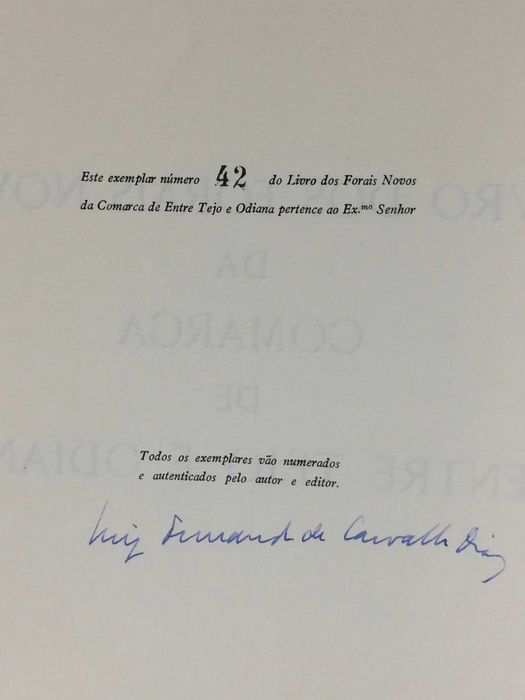 Este exemplar número 42 do Livro dos Forais Novos
da Comarca de Entre Tejo e Odiana pertence ao Ex.mo Senhor
Todos os exemplares vão numerados
e autenticados pelo autor e editor.
Luiz Fernando de Carvalho Dias